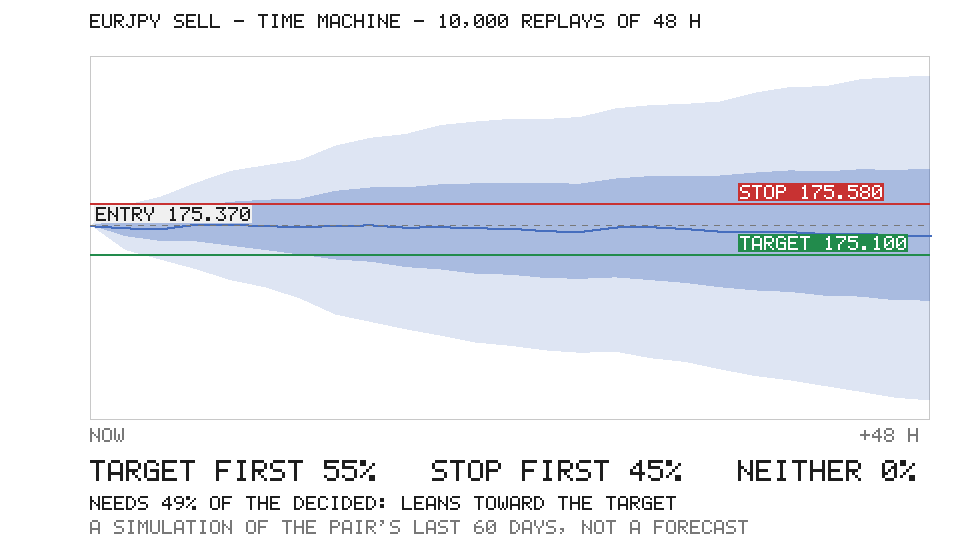 EURJPY SELL - TIME MACHINE - 10,000 REPLAYS OF 48 H
STOP 175.580
ENTRY 175.370
TARGET 175.100
NOW +48 H
TARGET FIRST 55% STOP FIRST 45% NEITHER 0%
NEEDS 49% OF THE DECIDED: LEANS TOWARD THE TARGET
A SIMULATION OF THE PAIR'S LAST 60 DAYS, NOT A FORECAST